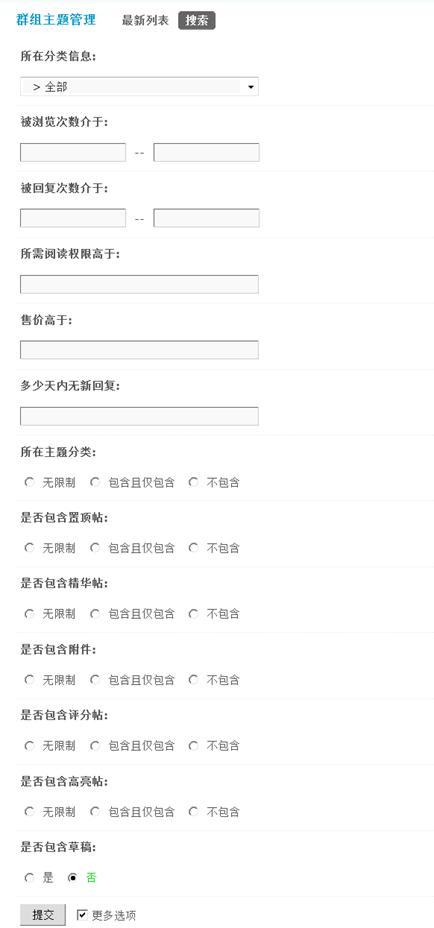 群组主题管理 最新列表 搜索
所在分类信息:
> 全部
被浏览次数介于:
--
被回复次数介于:
--
所需阅读权限高于:
售价高于:
多少天内无新回复:
所在主题分类:
无限制 包含且仅包含 不包含
是否包含置顶帖:
无限制 包含且仅包含 不包含
是否包含精华帖:
无限制 包含且仅包含 不包含
是否包含附件:
无限制 包含且仅包含 不包含
是否包含评分帖:
无限制 包含且仅包含 不包含
是否包含高亮帖:
无限制 包含且仅包含 不包含
是否包含草稿:
是 否
提交 更多选项